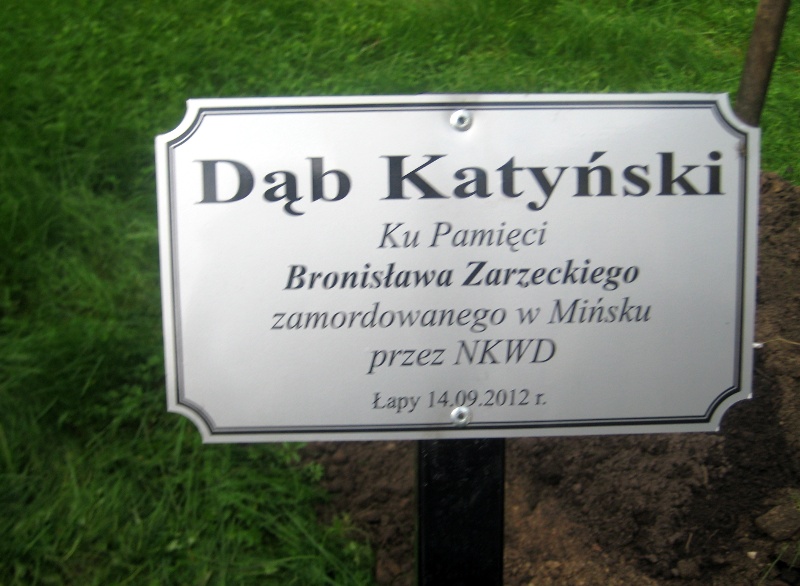 Dąb Katyński
Ku Pamięci
Bronisława Zarzeckiego
zamordowanego w Mińsku
przez NKWD
Łapy 14.09.2012 r.